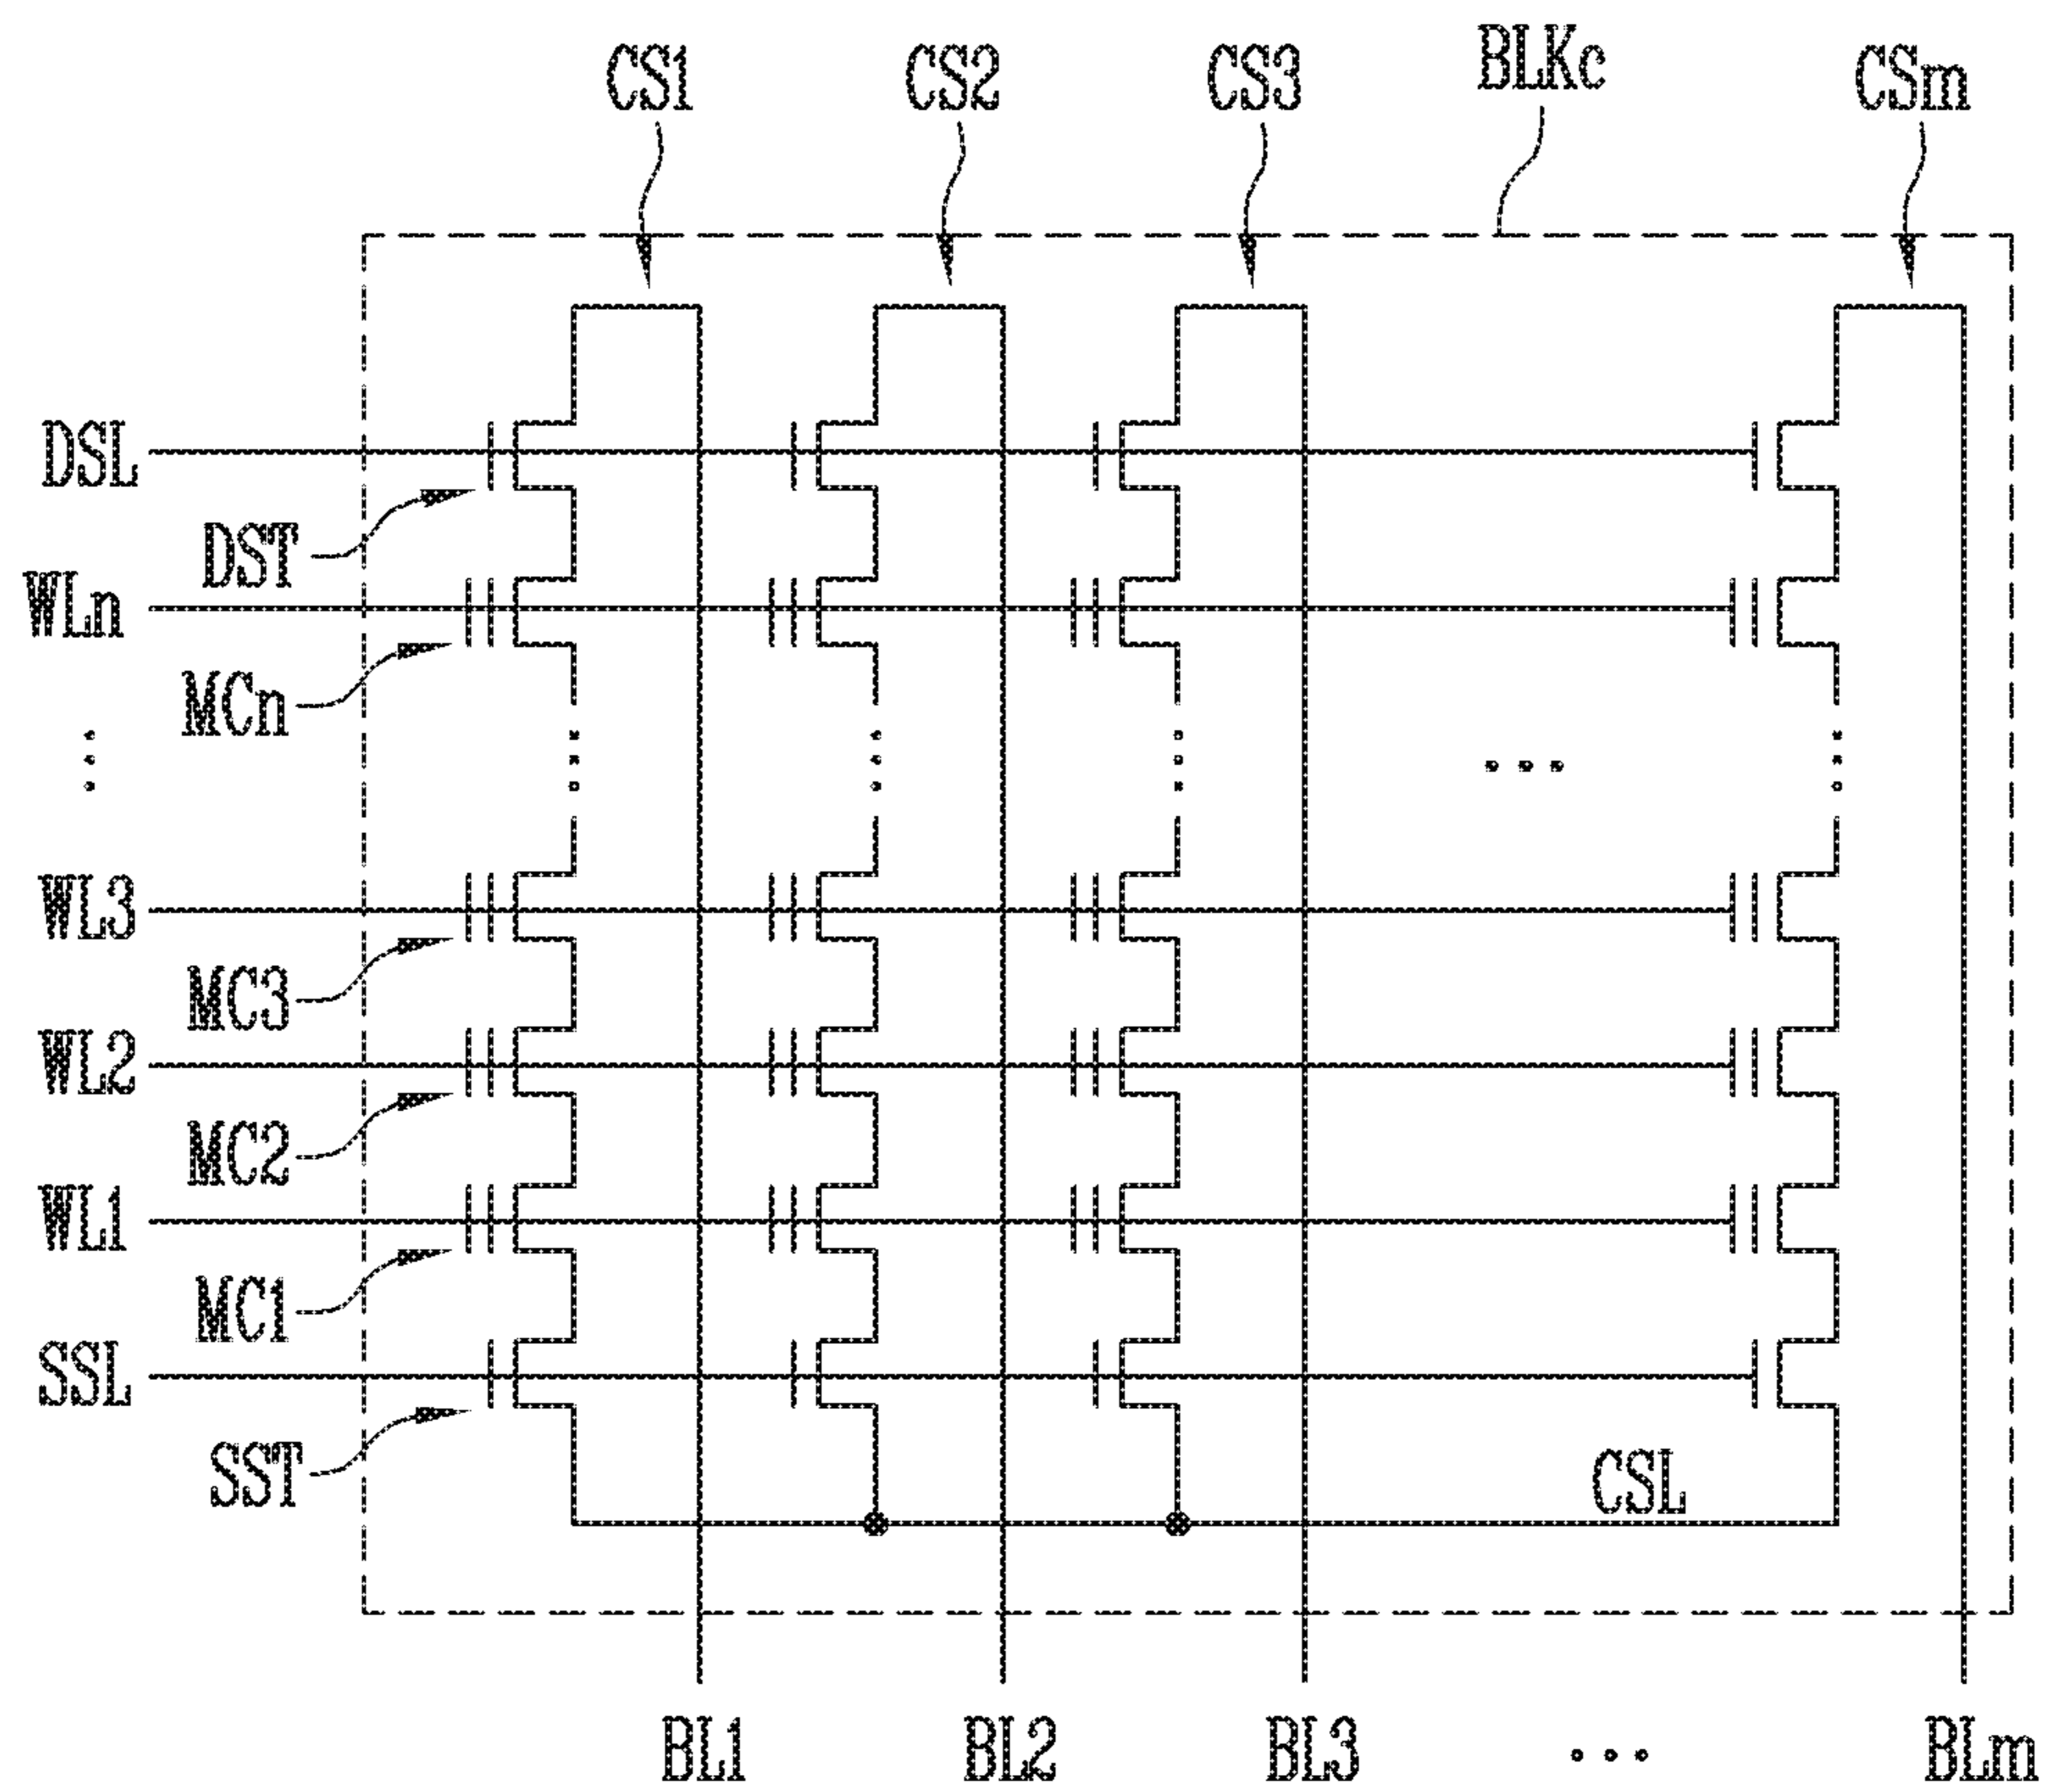 CS1 CS2 CS3 BLKc CSm
DSL
DST
WLn
MCn
⋮
...
WL3
MC3
WL2
MC2
WL1
MC1
SSL
SST
CSL
BL1 BL2 BL3 ... BLm